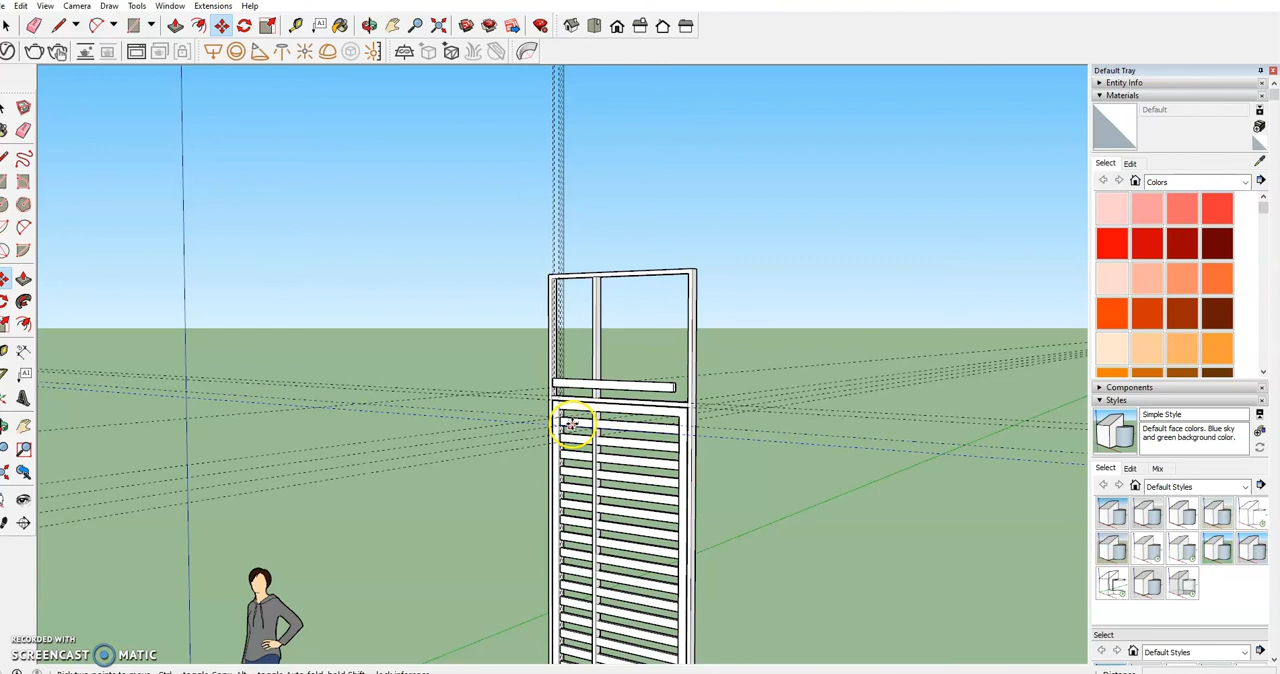 Edit View Camera Draw Tools Window Extensions Help
Default Tray
Entity Info
Materials
Default
Select Edit
Colors
Components
Styles
Simple Style
Default face colors. Blue sky
and green background color.
Select Edit Mix
Default Styles
Select
Default Styles
Distance
RECORDED WITH
SCREENCAST MATIC